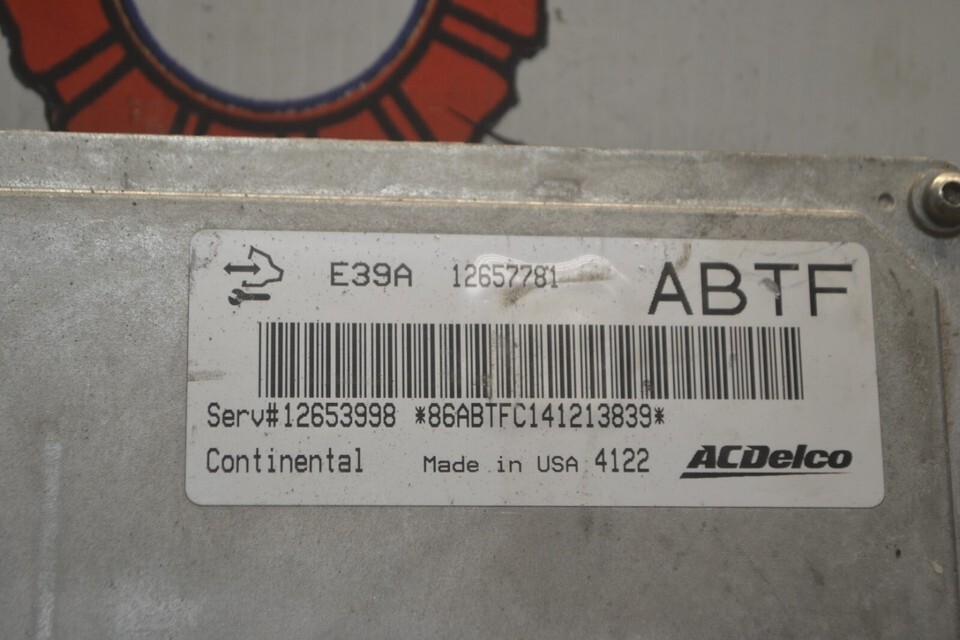 E39A 12657781 ABTF
Serv#12653998 *86ABTFC141213839*
Continental Made in USA 4122 ACDelco